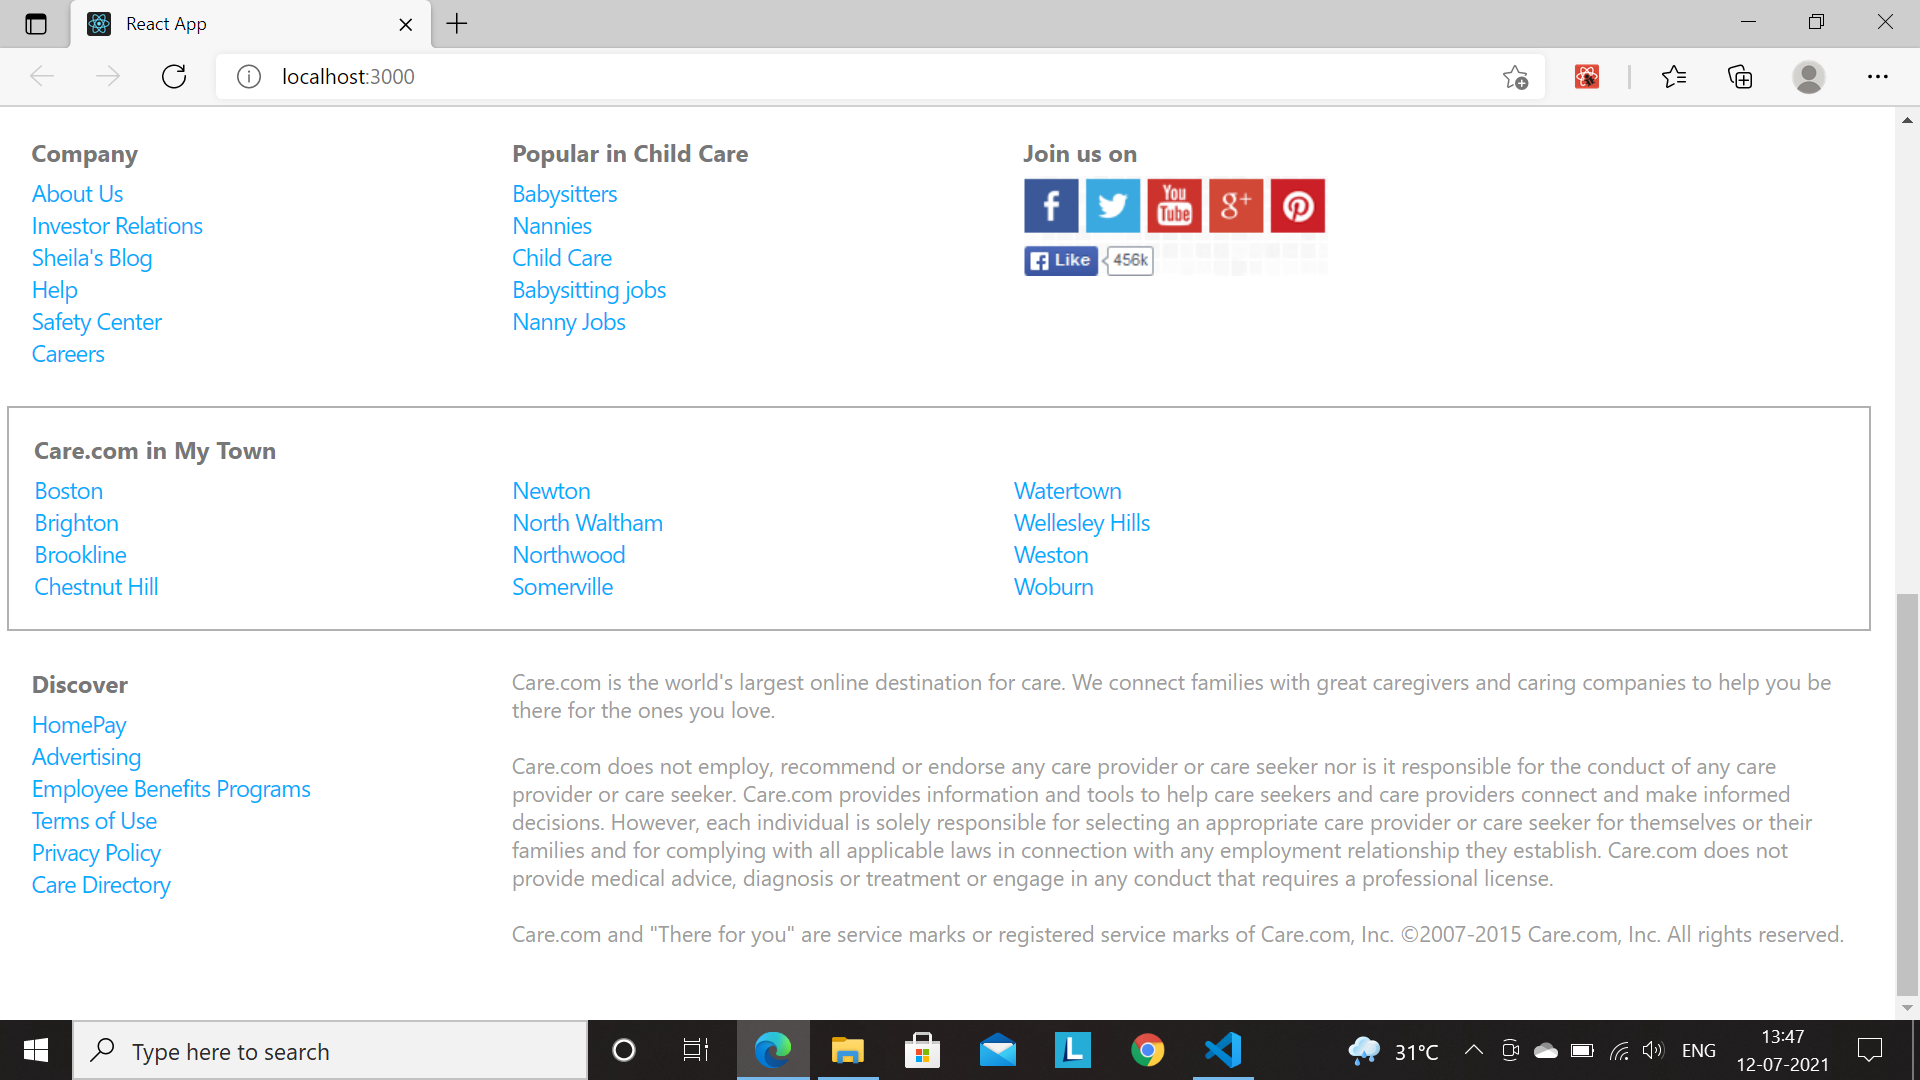 React App
localhost:3000
Company
About Us
Investor Relations
Sheila's Blog
Help
Safety Center
Careers
Popular in Child Care
Babysitters
Nannies
Child Care
Babysitting jobs
Nanny Jobs
Join us on
f You Tube g+
Like 456k
Care.com in My Town
Boston
Brighton
Brookline
Chestnut Hill
Newton
North Waltham
Northwood
Somerville
Watertown
Wellesley Hills
Weston
Woburn
Discover
HomePay
Advertising
Employee Benefits Programs
Terms of Use
Privacy Policy
Care Directory
Care.com is the world's largest online destination for care. We connect families with great caregivers and caring companies to help you be
there for the ones you love.
Care.com does not employ, recommend or endorse any care provider or care seeker nor is it responsible for the conduct of any care
provider or care seeker. Care.com provides information and tools to help care seekers and care providers connect and make informed
decisions. However, each individual is solely responsible for selecting an appropriate care provider or care seeker for themselves or their
families and for complying with all applicable laws in connection with any employment relationship they establish. Care.com does not
provide medical advice, diagnosis or treatment or engage in any conduct that requires a professional license.
Care.com and "There for you" are service marks or registered service marks of Care.com, Inc. ©2007-2015 Care.com, Inc. All rights reserved.
Type here to search
L
31°C
ENG
13:47
12-07-2021